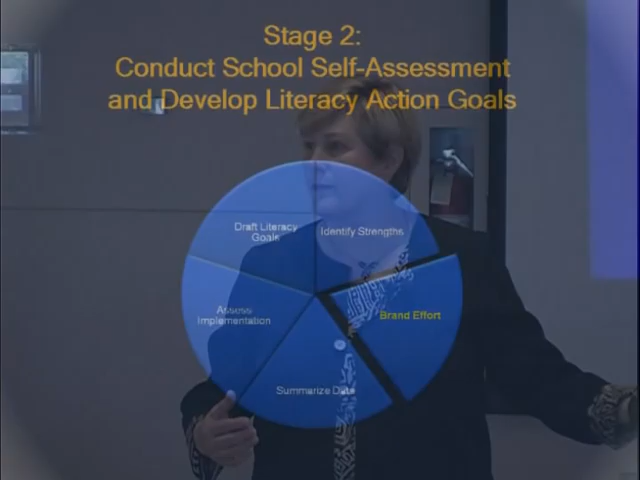 Stage 2:
Conduct School Self-Assessment
and Develop Literacy Action Goals
Draft Literacy
Goals
Identify Strengths
Brand Effort
Summarize Data
Assess
Implementation